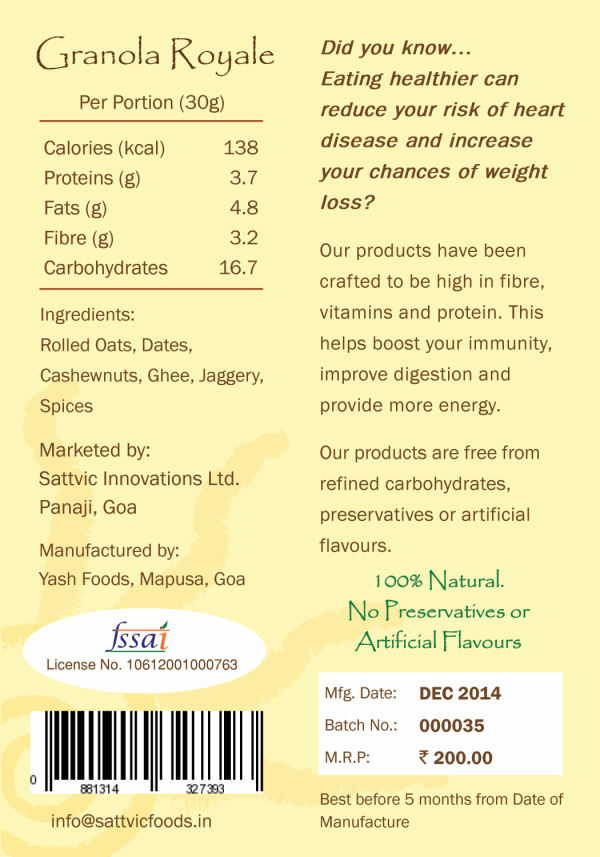 Granola Royale
Per Portion (30g)
Calories (kcal) 138
Proteins (g) 3.7
Fats (g) 4.8
Fibre (g) 3.2
Carbohydrates 16.7
Ingredients:
Rolled Oats, Dates,
Cashewnuts, Ghee, Jaggery,
Spices
Marketed by:
Sattvic Innovations Ltd.
Panaji, Goa
Manufactured by:
Yash Foods, Mapusa, Goa
fssai
License No. 10612001000763
0 881314 327393
info@sattvicfoods.in
Did you know...
Eating healthier can
reduce your risk of heart
disease and increase
your chances of weight
loss?
Our products have been
crafted to be high in fibre,
vitamins and protein. This
helps boost your immunity,
improve digestion and
provide more energy.
Our products are free from
refined carbohydrates,
preservatives or artificial
flavours.
100% Natural.
No Preservatives or
Artificial Flavours
Mfg. Date: DEC 2014
Batch No.: 000035
M.R.P: ₹ 200.00
Best before 5 months from Date of
Manufacture